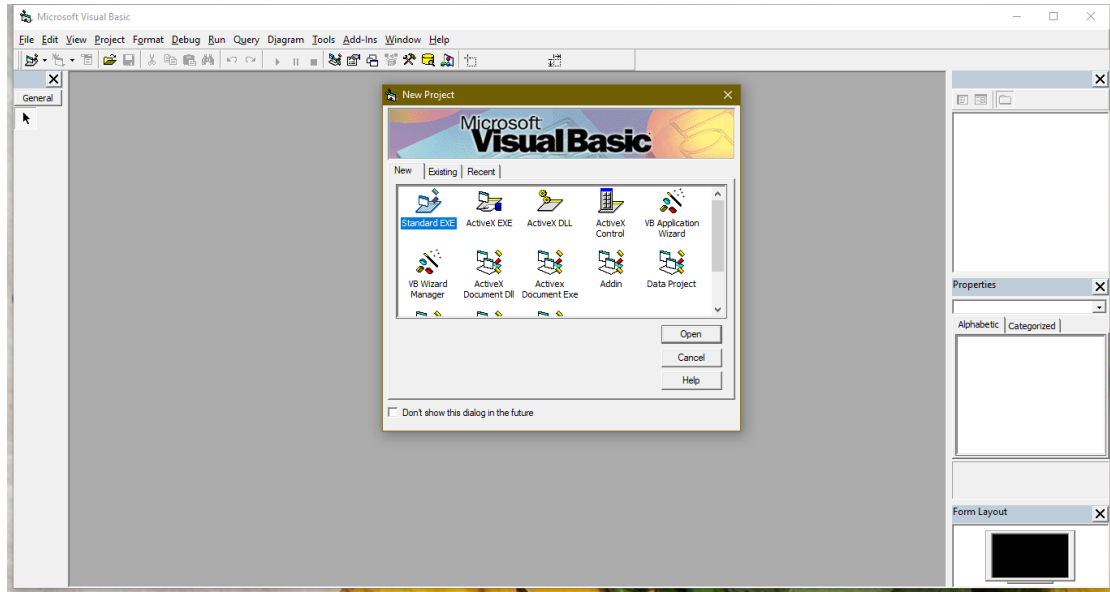 Microsoft Visual Basic
File Edit View Project Format Debug Run Query Diagram Tools Add-Ins Window Help
General
New Project
Microsoft
Visual Basic
New Existing Recent
Standard EXE ActiveX EXE ActiveX DLL ActiveX Control VB Application Wizard
VB Wizard Manager ActiveX Document Dll Activex Document Exe Addin Data Project
Open
Cancel
Help
Don't show this dialog in the future
Properties
Alphabetic Categorized
Form Layout